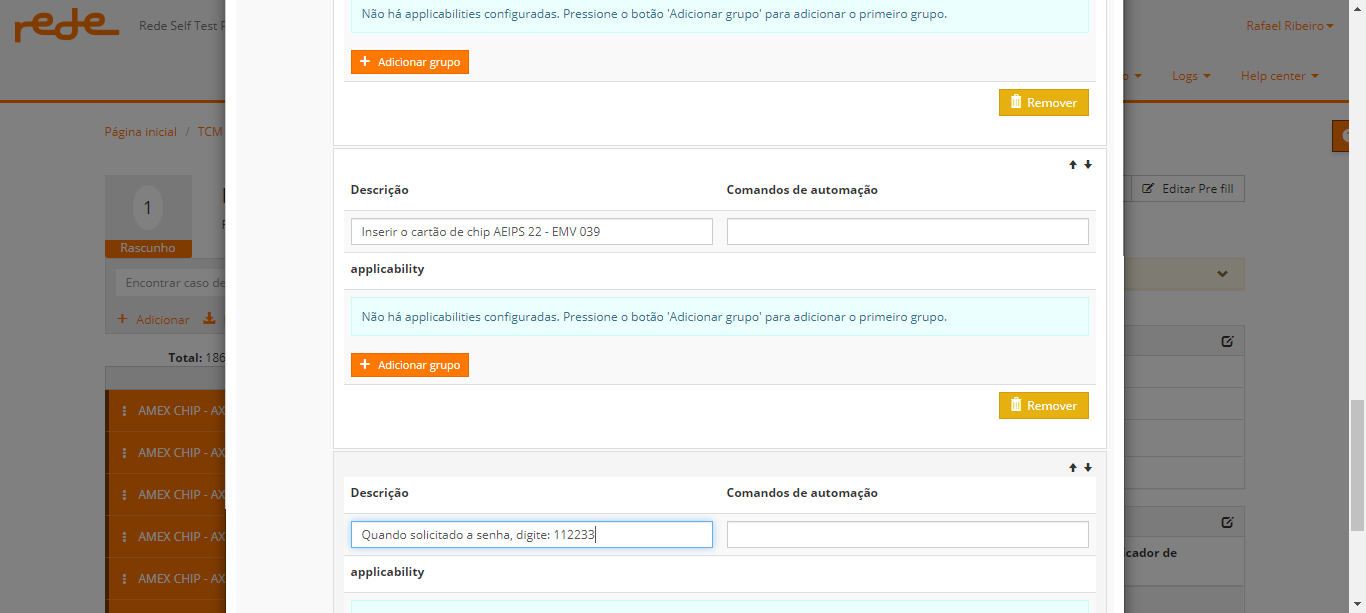 rede
Rede Self Test
Rafael Ribeiro
Logs
Help center
Página inicial / TCM
Editar Pre fill
1
Rascunho
Encontrar caso de
Adicionar
Total: 186
AMEX CHIP - AX
AMEX CHIP - AX
AMEX CHIP - AX
AMEX CHIP - AX
AMEX CHIP - AX
cador de
Não há applicabilities configuradas. Pressione o botão 'Adicionar grupo' para adicionar o primeiro grupo.
+ Adicionar grupo
Remover
Descrição Comandos de automação
Inserir o cartão de chip AEIPS 22 - EMV 039
applicability
Não há applicabilities configuradas. Pressione o botão 'Adicionar grupo' para adicionar o primeiro grupo.
+ Adicionar grupo
Remover
Descrição Comandos de automação
Quando solicitado a senha, digite: 112233
applicability